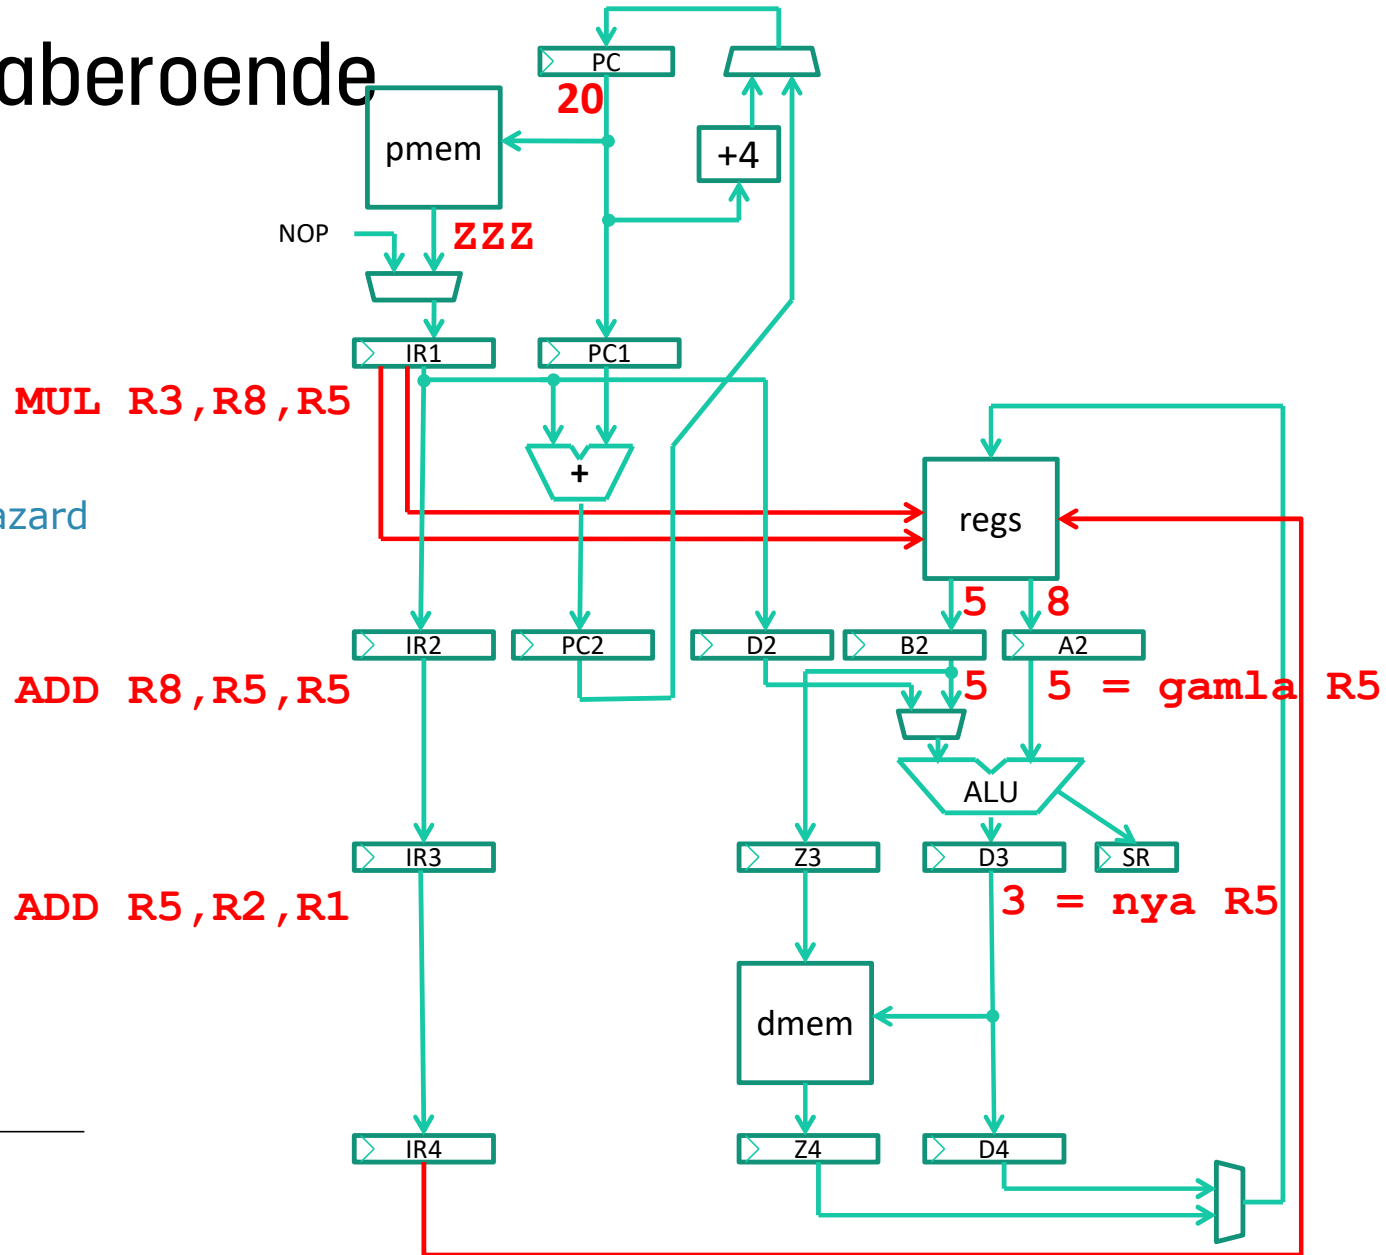 aberoende
PC
20
pmem
+4
NOP
ZZZ
IR1
PC1
MUL R3,R8,R5
+
azard
regs
5
8
IR2
PC2
D2
B2
A2
ADD R8,R5,R5
5
5 = gamla R5
ALU
IR3
Z3
D3
SR
ADD R5,R2,R1
3 = nya R5
dmem
IR4
Z4
D4